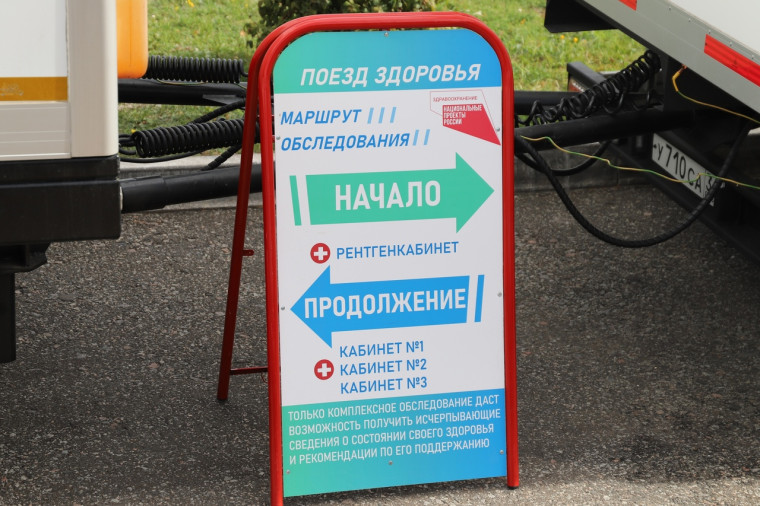 ПОЕЗД ЗДОРОВЬЯ
МАРШРУТ
ОБСЛЕДОВАНИЯ
ЗДРАВООХРАНЕНИЕ
НАЦИОНАЛЬНЫЕ
ПРОЕКТЫ
РОССИИ
НАЧАЛО
РЕНТГЕНКАБИНЕТ
ПРОДОЛЖЕНИЕ
КАБИНЕТ №1
КАБИНЕТ №2
КАБИНЕТ №3
ТОЛЬКО КОМПЛЕКСНОЕ ОБСЛЕДОВАНИЕ ДАСТ
ВОЗМОЖНОСТЬ ПОЛУЧИТЬ ИСЧЕРПЫВАЮЩИЕ
СВЕДЕНИЯ О СОСТОЯНИИ СВОЕГО ЗДОРОВЬЯ
И РЕКОМЕНДАЦИИ ПО ЕГО ПОДДЕРЖАНИЮ
У710СА